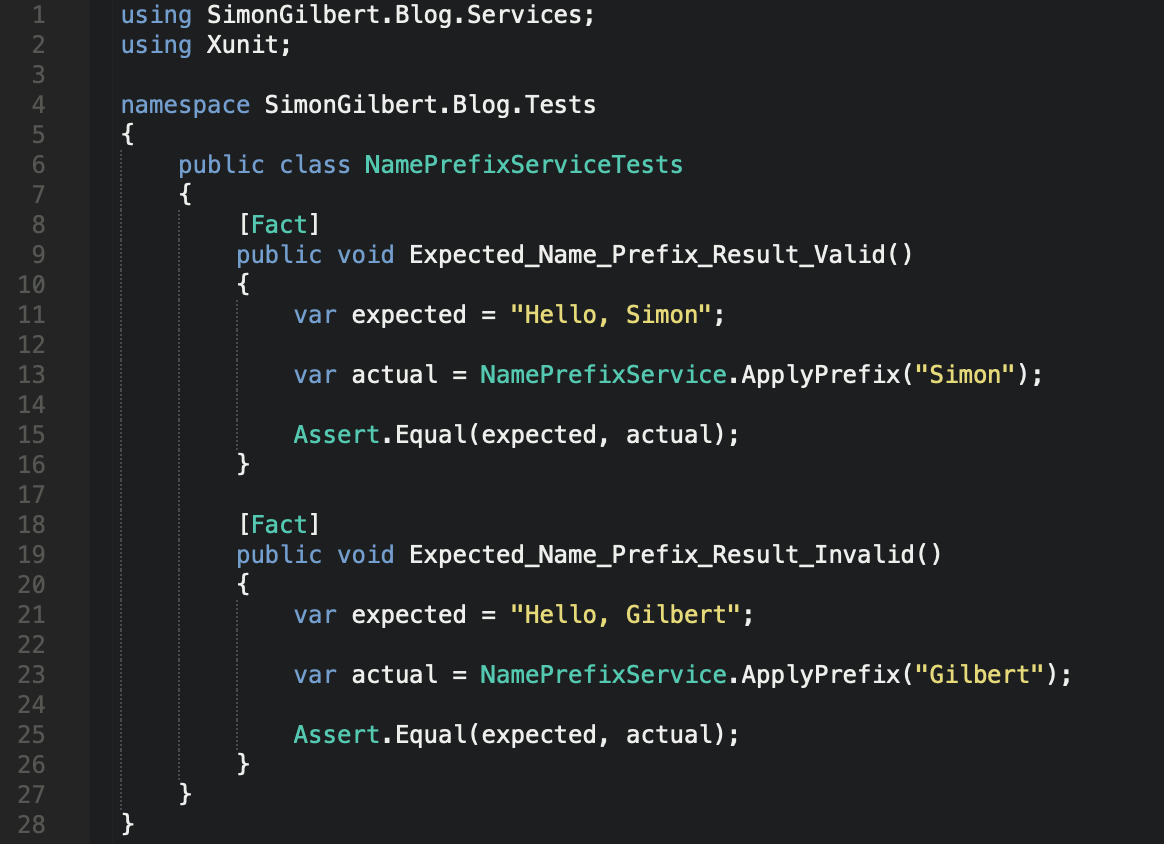 1 using SimonGilbert.Blog.Services;
2 using Xunit;
3
4 namespace SimonGilbert.Blog.Tests
5 {
6     public class NamePrefixServiceTests
7     {
8         [Fact]
9         public void Expected_Name_Prefix_Result_Valid()
10         {
11             var expected = "Hello, Simon";
12
13             var actual = NamePrefixService.ApplyPrefix("Simon");
14
15             Assert.Equal(expected, actual);
16         }
17
18         [Fact]
19         public void Expected_Name_Prefix_Result_Invalid()
20         {
21             var expected = "Hello, Gilbert";
22
23             var actual = NamePrefixService.ApplyPrefix("Gilbert");
24
25             Assert.Equal(expected, actual);
26         }
27     }
28 }